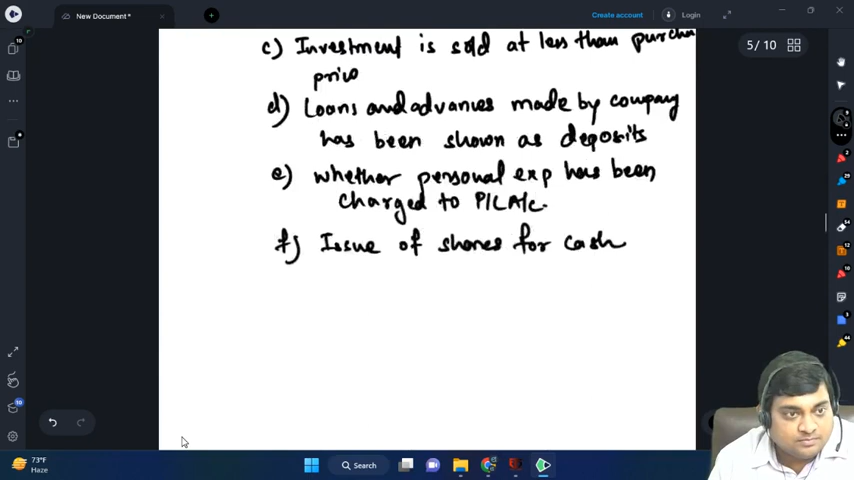 New Document*
Create account
Login
5/10
c) Investment is sold at less than purcha
price
d) Loans and advances made by company
has been shown as deposits
e) whether personal exp has been
charged to P/L A/c.
f) Issue of shares for cash
73°F
Haze
Search